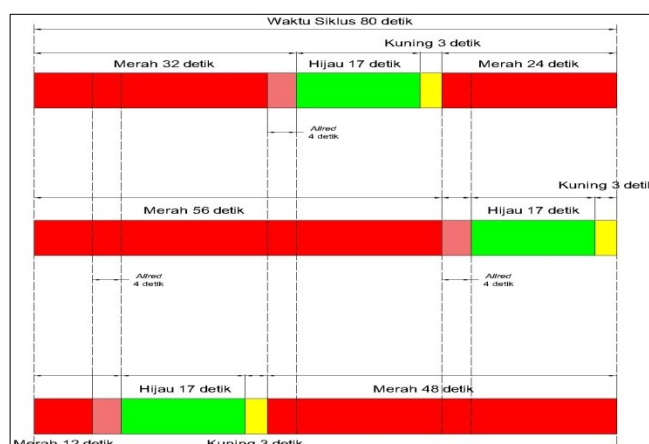 Waktu Siklus 80 detik
Kuning 3 detik
Merah 32 detik Hijau 17 detik Merah 24 detik
Allred
4 detik
Kuning 3 detik
Merah 56 detik Hijau 17 detik
Allred
4 detik
Allred
4 detik
Hijau 17 detik Merah 48 detik
Merah 12 detik Kuning 3 detik